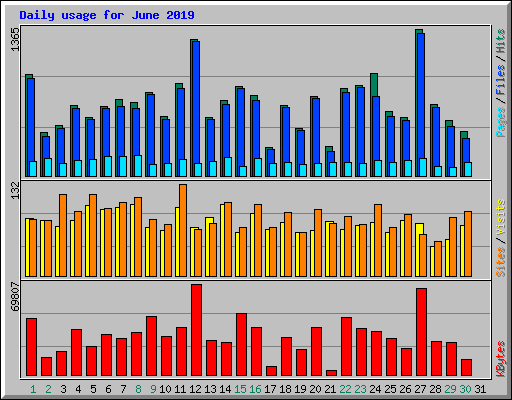 Daily usage for June 2019
1365
Pages / Files / Hits
132
Sites / Visits
69807
KBytes
1 2 3 4 5 6 7 8 9 10 11 12 13 14 15 16 17 18 19 20 21 22 23 24 25 26 27 28 29 30 31